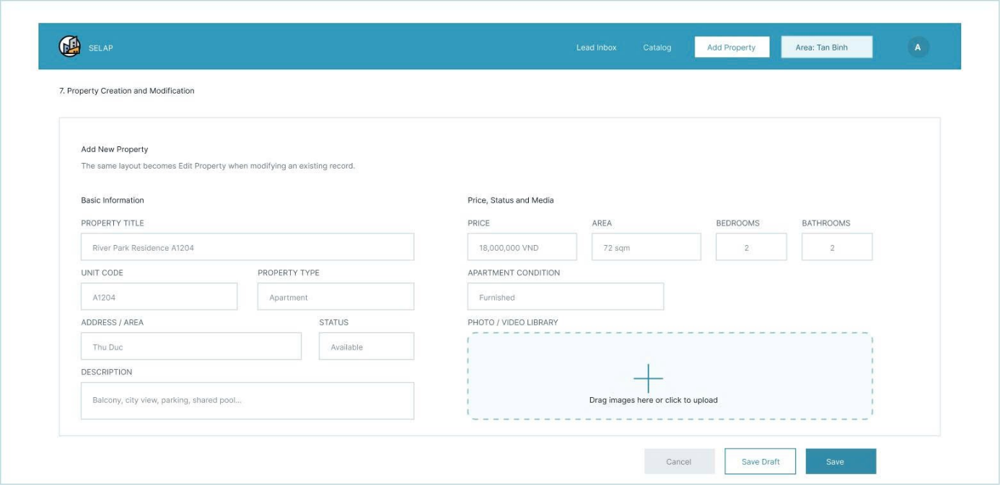 SELAP
Lead Inbox
Catalog
Add Property
Area: Tan Binh
A
7. Property Creation and Modification
Add New Property
The same layout becomes Edit Property when modifying an existing record.
Basic Information
PROPERTY TITLE
River Park Residence A1204
UNIT CODE
PROPERTY TYPE
A1204
Apartment
ADDRESS / AREA
STATUS
Thu Duc
Available
DESCRIPTION
Balcony, city view, parking, shared pool...
Price, Status and Media
PRICE
AREA
BEDROOMS
BATHROOMS
18,000,000 VND
72 sqm
2
2
APARTMENT CONDITION
Furnished
PHOTO / VIDEO LIBRARY
Drag images here or click to upload
Cancel
Save Draft
Save